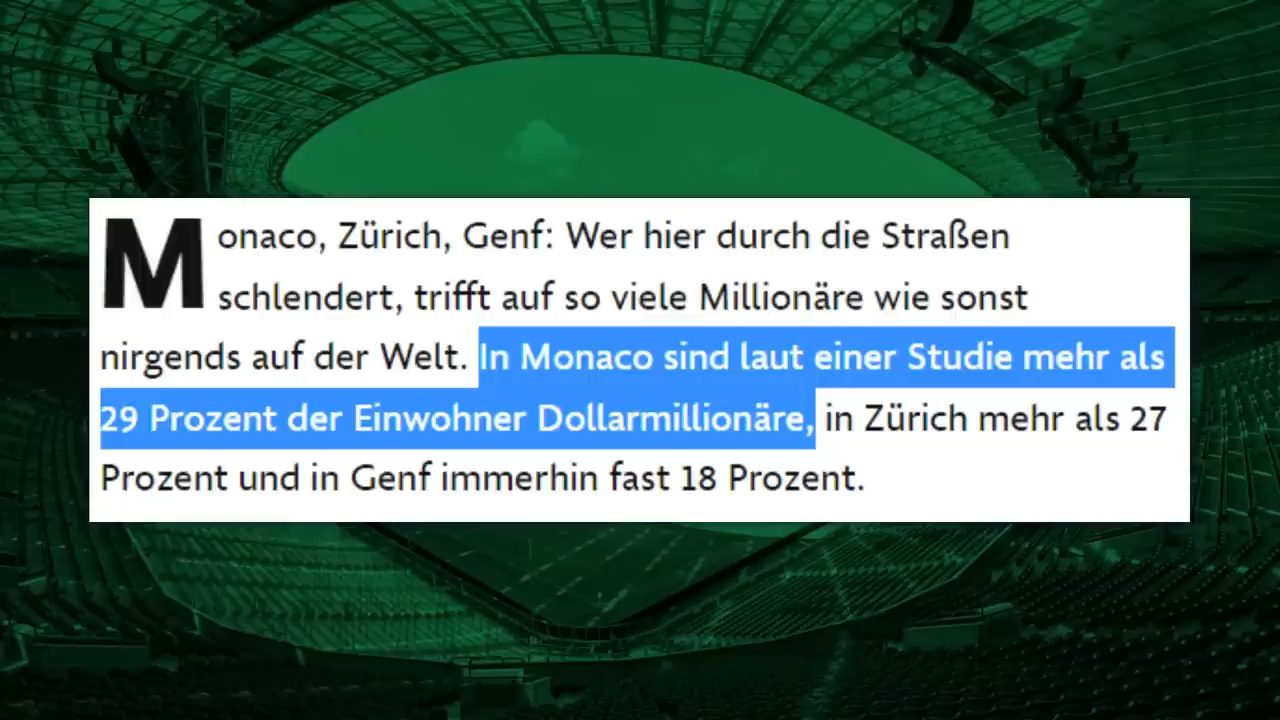 Monaco, Zürich, Genf: Wer hier durch die Straßen
schlendert, trifft auf so viele Millionäre wie sonst
nirgends auf der Welt. In Monaco sind laut einer Studie mehr als
29 Prozent der Einwohner Dollarmillionäre, in Zürich mehr als 27
Prozent und in Genf immerhin fast 18 Prozent.